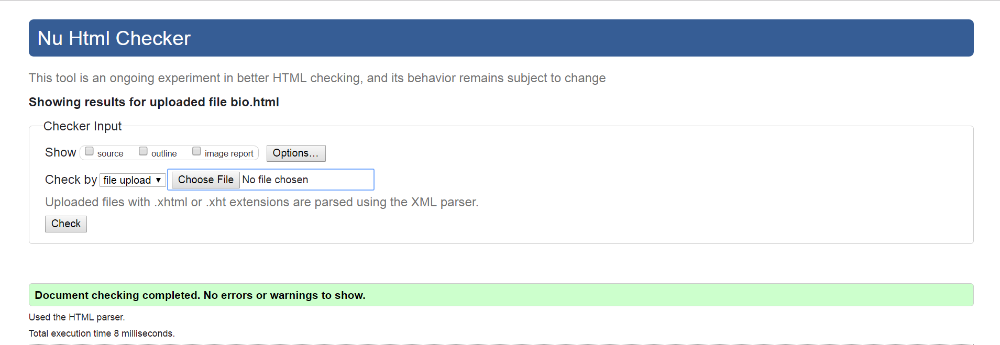 Nu Html Checker
This tool is an ongoing experiment in better HTML checking, and its behavior remains subject to change
Showing results for uploaded file bio.html
Checker Input
Show source outline image report Options...
Check by file upload Choose File No file chosen
Uploaded files with .xhtml or .xht extensions are parsed using the XML parser.
Check
Document checking completed. No errors or warnings to show.
Used the HTML parser.
Total execution time 8 milliseconds.